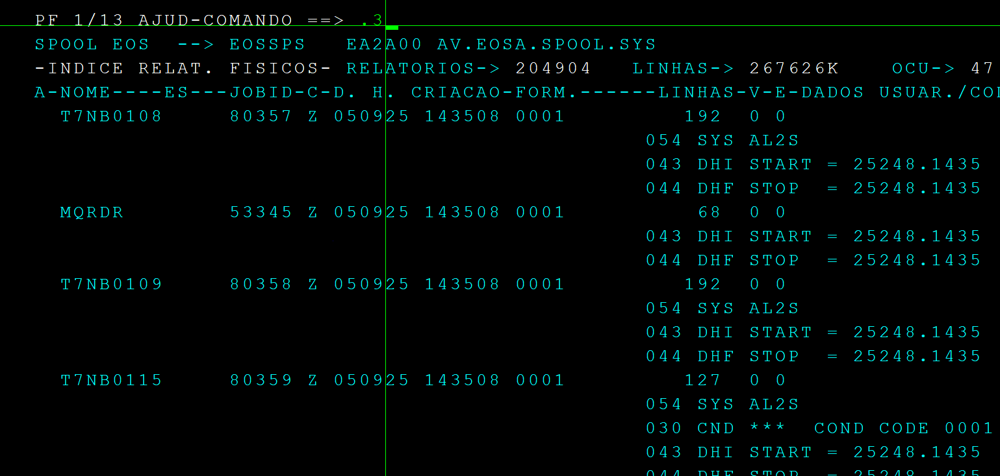 PF 1/13 AJUD-COMANDO ==> .3
SPOOL EOS  --> EOSSPS   EA2A00 AV.EOSA.SPOOL.SYS
-INDICE RELAT. FISICOS- RELATORIOS-> 204904   LINHAS-> 267626K    OCU-> 47
A-NOME----ES---JOBID-C-D. H. CRIACAO-FORM.------LINHAS-V-E-DADOS USUAR./CO
T7NB0108     80357 Z 050925 143508 0001         192  0 0
054 SYS AL2S
043 DHI START = 25248.1435
044 DHF STOP  = 25248.1435
MQRDR        53345 Z 050925 143508 0001          68  0 0
043 DHI START = 25248.1435
044 DHF STOP  = 25248.1435
T7NB0109     80358 Z 050925 143508 0001         192  0 0
054 SYS AL2S
043 DHI START = 25248.1435
044 DHF STOP  = 25248.1435
T7NB0115     80359 Z 050925 143508 0001         127  0 0
054 SYS AL2S
030 CND ***  COND CODE 0001
043 DHI START = 25248.1435
044 DHF STOP  = 25248.1435